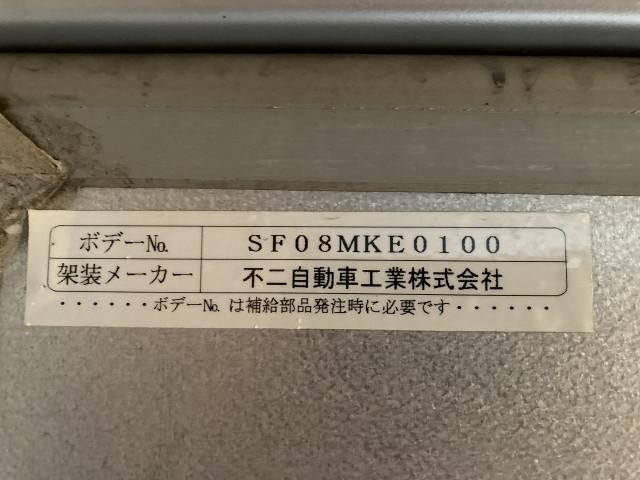 ボデー№ SF08MKE0100
架装メーカー 不二自動車工業株式会社
・・・・・・ボデー№は補給部品発注時に必要です・・・・・・